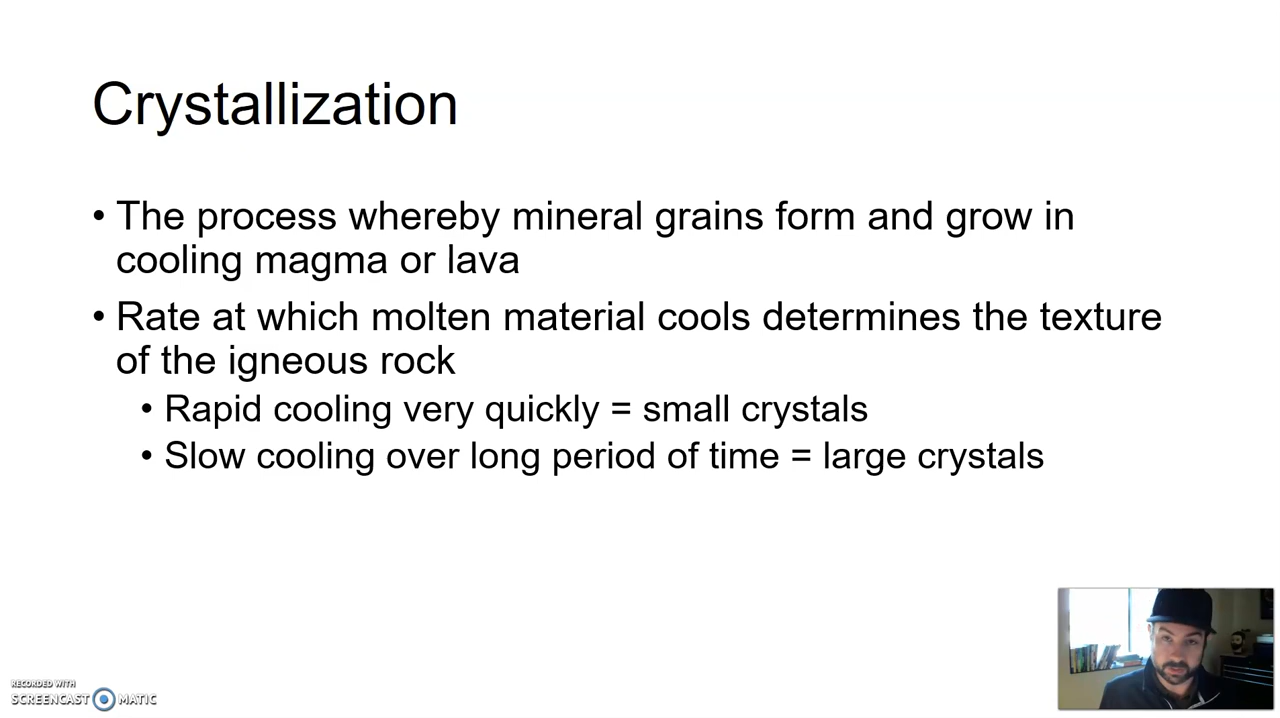 Crystallization
• The process whereby mineral grains form and grow in
cooling magma or lava
• Rate at which molten material cools determines the texture
of the igneous rock
• Rapid cooling very quickly = small crystals
• Slow cooling over long period of time = large crystals
RECORDED WITH
SCREENCAST MATIC